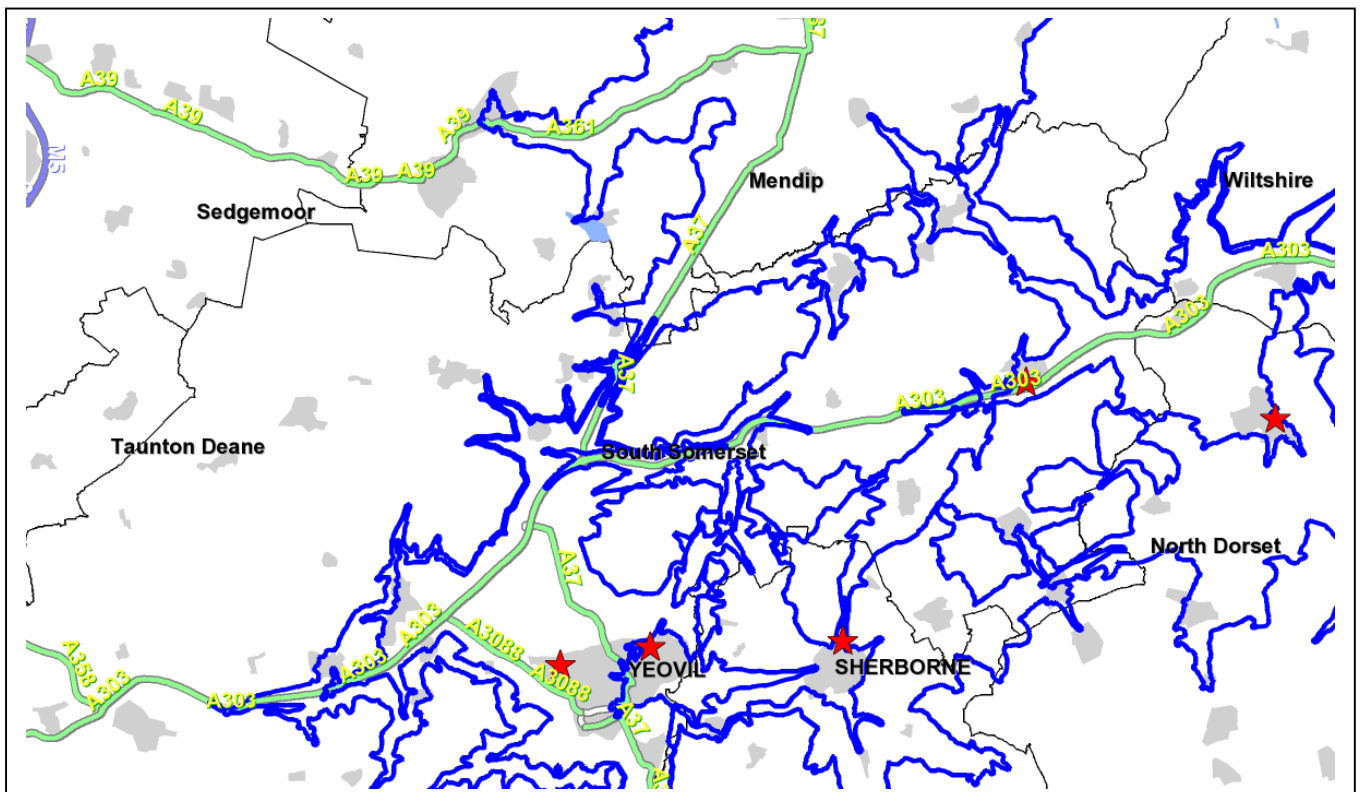 A37
A39
A39
A39
A361
M5
A39
A39
Mendip
Wiltshire
Sedgemoor
A37
A303
A303
A37
A303
A303
Taunton Deane
South Somerset
North Dorset
A37
A303
A3088
A358
A303
YEOVIL
SHERBORNE
A303
A3088
A303
A37